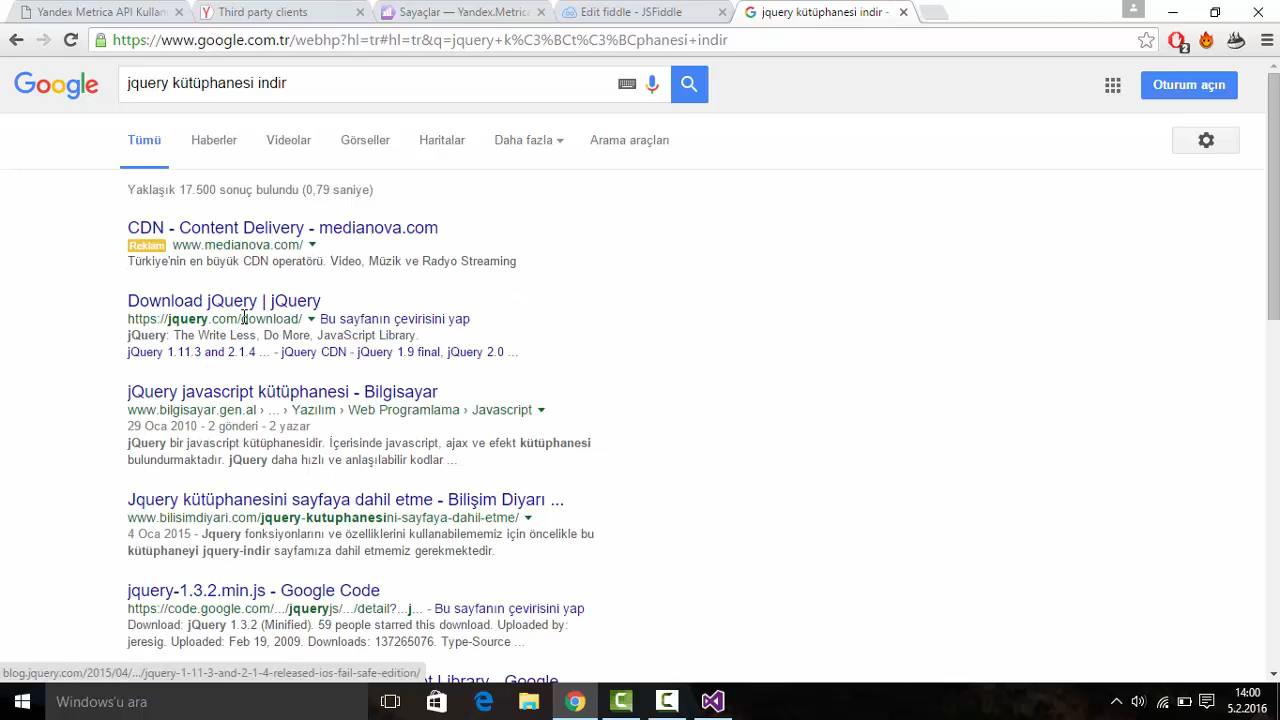 Yandex Metrica API Kullan
Third party clients
Sayaçlar — Yandex.Metrica
Edit fiddle - JSFiddle
jquery kütüphanesi indir -
https://www.google.com.tr/webhp?hl=tr#hl=tr&q=jquery+k%C3%BCt%C3%BCphanesi+indir
2
Google
jquery kütüphanesi indir
Oturum açın
Tümü
Haberler
Videolar
Görseller
Haritalar
Daha fazla
Arama araçları
Yaklaşık 17.500 sonuç bulundu (0,79 saniye)
CDN - Content Delivery - medianova.com
Reklam www.medianova.com/
Türkiye'nin en büyük CDN operatörü. Video, Müzik ve Radyo Streaming
Download jQuery | jQuery
https://jquery.com/download/ Bu sayfanın çevirisini yap
jQuery: The Write Less, Do More, JavaScript Library.
jQuery 1.11.3 and 2.1.4 ... - jQuery CDN - jQuery 1.9 final, jQuery 2.0 ...
jQuery javascript kütüphanesi - Bilgisayar
www.bilgisayar.gen.al › ... › Yazılım › Web Programlama › Javascript
29 Oca 2010 - 2 gönderi - 2 yazar
jQuery bir javascript kütüphanesidir. İçerisinde javascript, ajax ve efekt kütüphanesi
bulundurmaktadır. jQuery daha hızlı ve anlaşılabilir kodlar ...
Jquery kütüphanesini sayfaya dahil etme - Bilişim Diyarı ...
www.bilisimdiyari.com/jquery-kutuphanesini-sayfaya-dahil-etme/
4 Oca 2015 - Jquery fonksiyonlarını ve özelliklerini kullanabilememiz için öncelikle bu
kütüphaneyi jquery-indir sayfamıza dahil etmemiz gerekmektedir.
jquery-1.3.2.min.js - Google Code
https://code.google.com/.../jqueryjs/.../detail?...j... - Bu sayfanın çevirisini yap
Download: jQuery 1.3.2 (Minified). 59 people starred this download. Uploaded by:
jeresig. Uploaded: Feb 19, 2009. Downloads: 137265076. Type-Source ...
t Library - Google
blog.jquery.com/2015/04/.../jquery-1-11-3-and-2-1-4-released-ios-fail-safe-edition/
Windows'u ara
14:00
5.2.2016